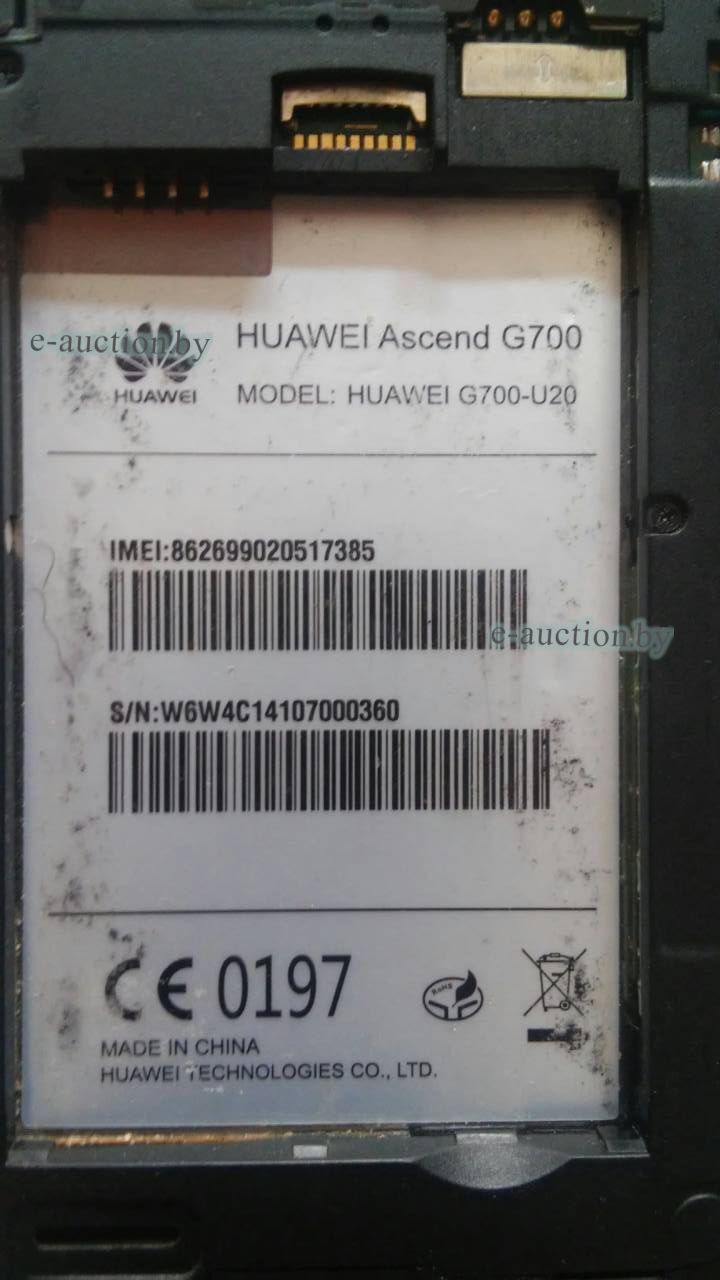 HUAWEI Ascend G700
e-auction.by
HUAWEI
MODEL: HUAWEI G700-U20
IMEI:862699020517385
e-auction.by
S/N:W6W4C14107000360
CE 0197
RoHS
MADE IN CHINA
HUAWEI TECHNOLOGIES CO., LTD.